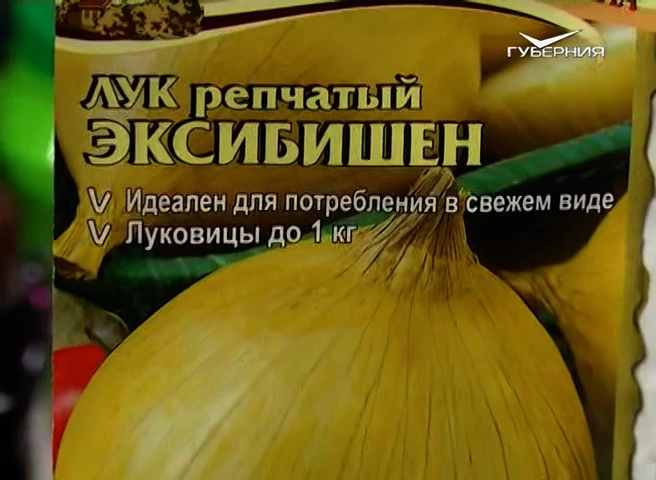 ГУБЕРНИЯ
ЛУК репчатый
ЭКСИБИШЕН
V Идеален для потребления в свежем виде
V Луковицы до 1 кг